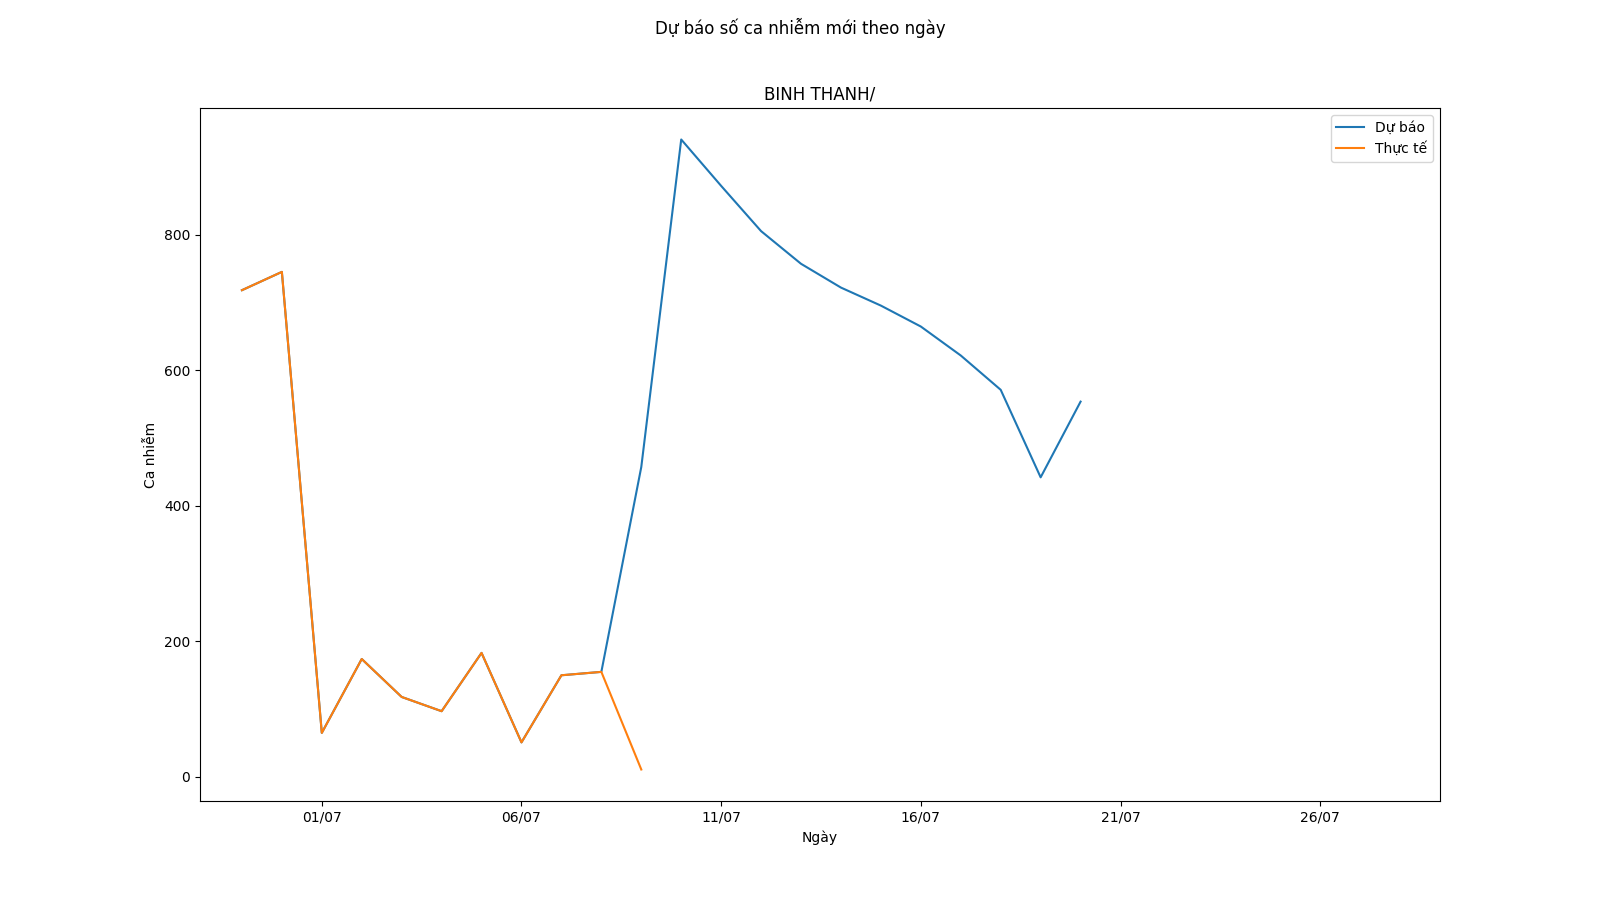 Dự báo số ca nhiễm mới theo ngày
BINH THANH/
Dự báo
Thực tế
800
600
400
200
0
Ca nhiễm
01/07
06/07
11/07
16/07
21/07
26/07
Ngày